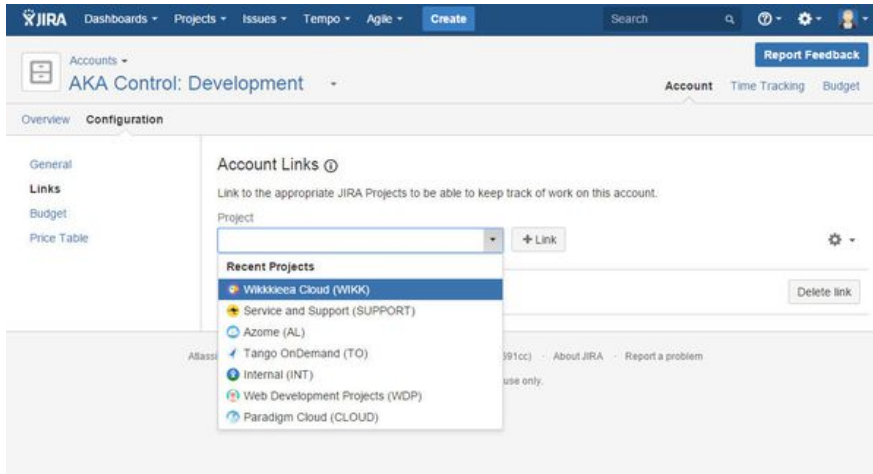 JIRA Dashboards Projects Issues Tempo Agile Create Search
Accounts
Report Feedback
AKA Control: Development
Account Time Tracking Budget
Overview Configuration
General
Links
Budget
Price Table
Account Links
Link to the appropriate JIRA Projects to be able to keep track of work on this account.
Project
+ Link
Recent Projects
Wikkkieea Cloud (WIKK)
Delete link
Service and Support (SUPPORT)
Azome (AL)
Tango OnDemand (TO)
Internal (INT)
Web Development Projects (WDP)
Paradigm Cloud (CLOUD)
Atlassi 91cc) · About JIRA · Report a problem
use only.